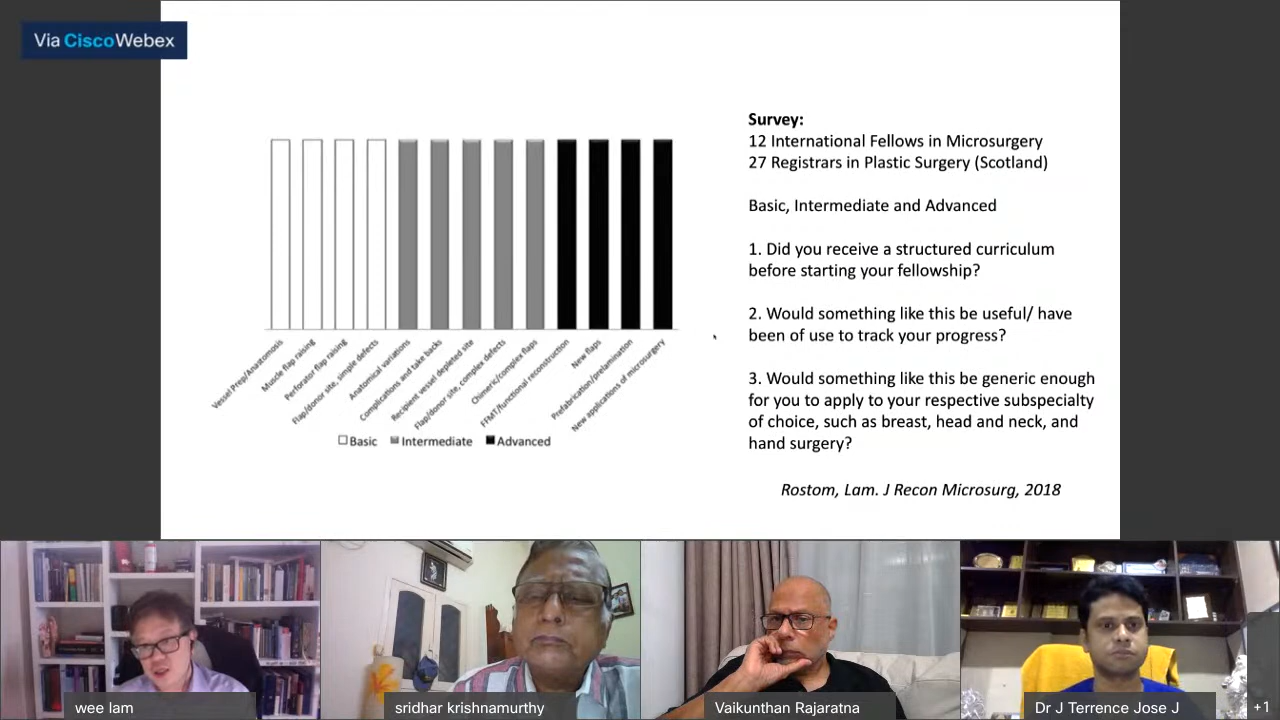 Via CiscoWebex
Survey:
12 International Fellows in Microsurgery
27 Registrars in Plastic Surgery (Scotland)
Basic, Intermediate and Advanced
1. Did you receive a structured curriculum
before starting your fellowship?
2. Would something like this be useful/ have
been of use to track your progress?
3. Would something like this be generic enough
for you to apply to your respective subspecialty
of choice, such as breast, head and neck, and
hand surgery?
Rostom, Lam. J Recon Microsurg, 2018
Vessel Prep/Anastomosis
Muscle flap raising
Perforator flap raising
Flap/donor site, simple defects
Anatomical variations
Complications and take backs
Recipient vessel depleted site
Flap/donor site, complex defects
Chimeric/complex flaps
FFMT/functional reconstruction
New flaps
Prefabrication/prelamination
New applications of microsurgery
Basic Intermediate Advanced
wee lam
sridhar krishnamurthy
Vaikunthan Rajaratna
Dr J Terrence Jose J
+1